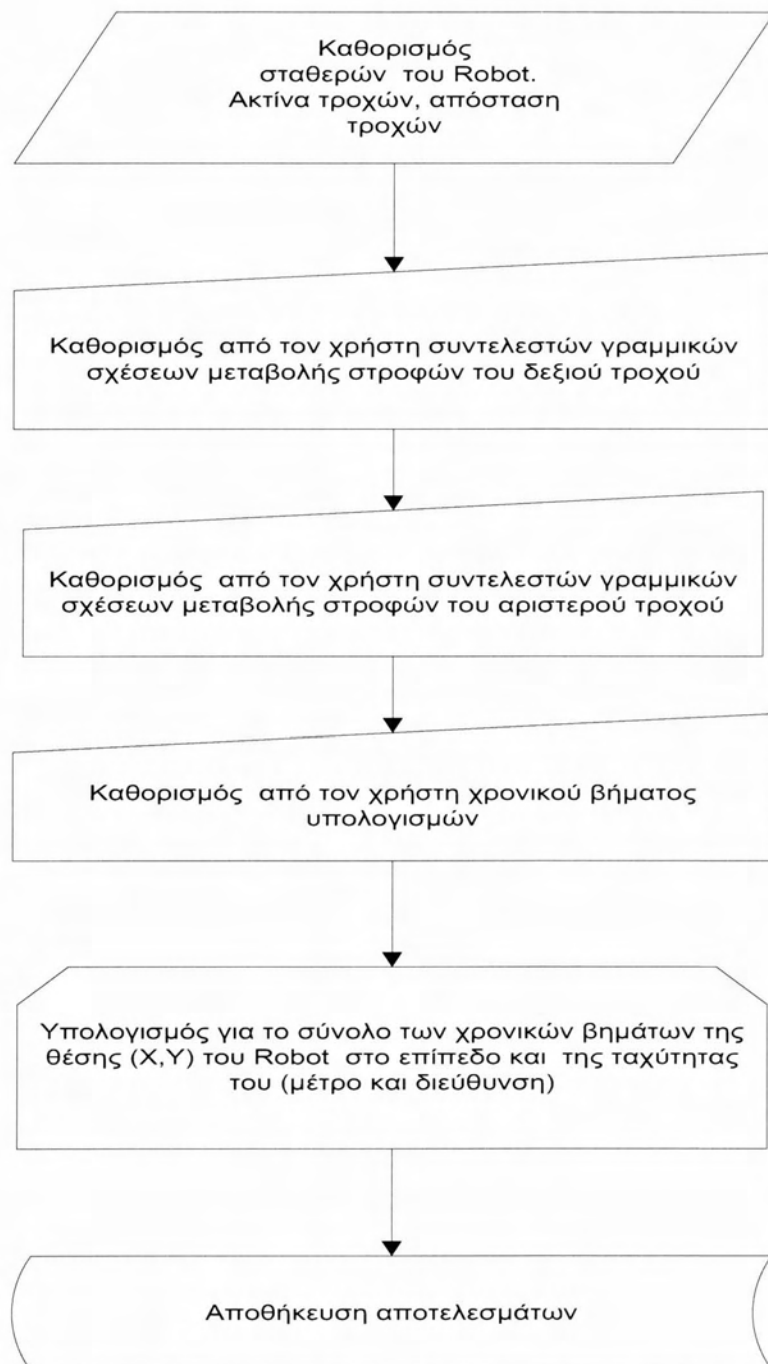 Καθορισμός
σταθερών του Robot.
Ακτίνα τροχών, απόσταση
τροχών
Καθορισμός από τον χρήστη συντελεστών γραμμικών
σχέσεων μεταβολής στροφών του δεξιού τροχού
Καθορισμός από τον χρήστη συντελεστών γραμμικών
σχέσεων μεταβολής στροφών του αριστερού τροχού
Καθορισμός από τον χρήστη χρονικού βήματος
υπολογισμών
Υπολογισμός για το σύνολο των χρονικών βημάτων της
θέσης (Χ,Υ) του Robot στο επίπεδο και της ταχύτητας
του (μέτρο και διεύθυνση)
Αποθήκευση αποτελεσμάτων